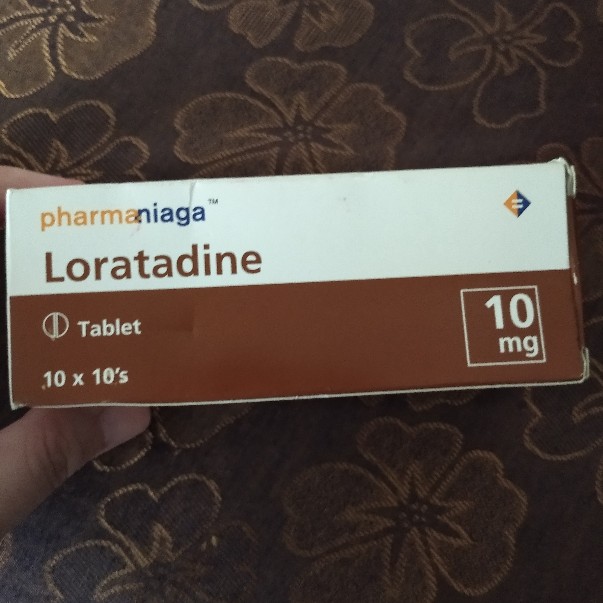 pharmaniaga™
Loratadine
Tablet
10 x 10's
10
mg